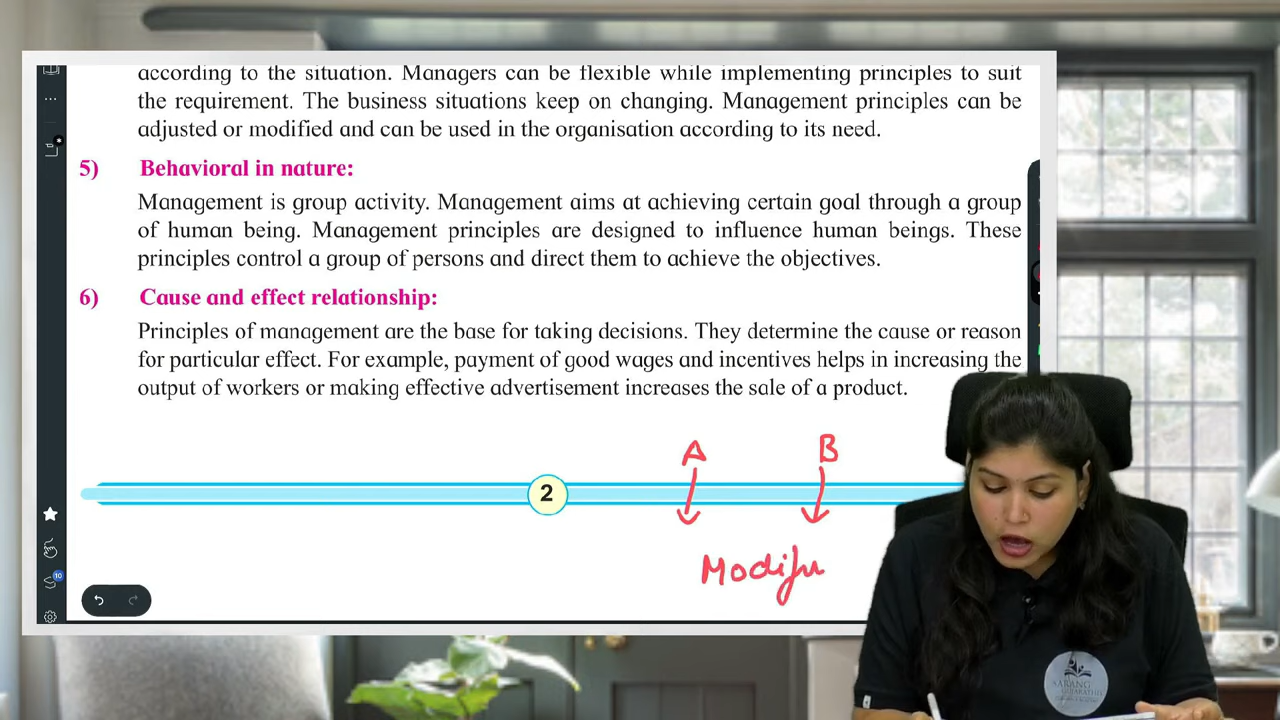 according to the situation. Managers can be flexible while implementing principles to suit
the requirement. The business situations keep on changing. Management principles can be
adjusted or modified and can be used in the organisation according to its need.
5) Behavioral in nature:
Management is group activity. Management aims at achieving certain goal through a group
of human being. Management principles are designed to influence human beings. These
principles control a group of persons and direct them to achieve the objectives.
6) Cause and effect relationship:
Principles of management are the base for taking decisions. They determine the cause or reason
for particular effect. For example, payment of good wages and incentives helps in increasing the
output of workers or making effective advertisement increases the sale of a product.
A B
2
10
SARANG